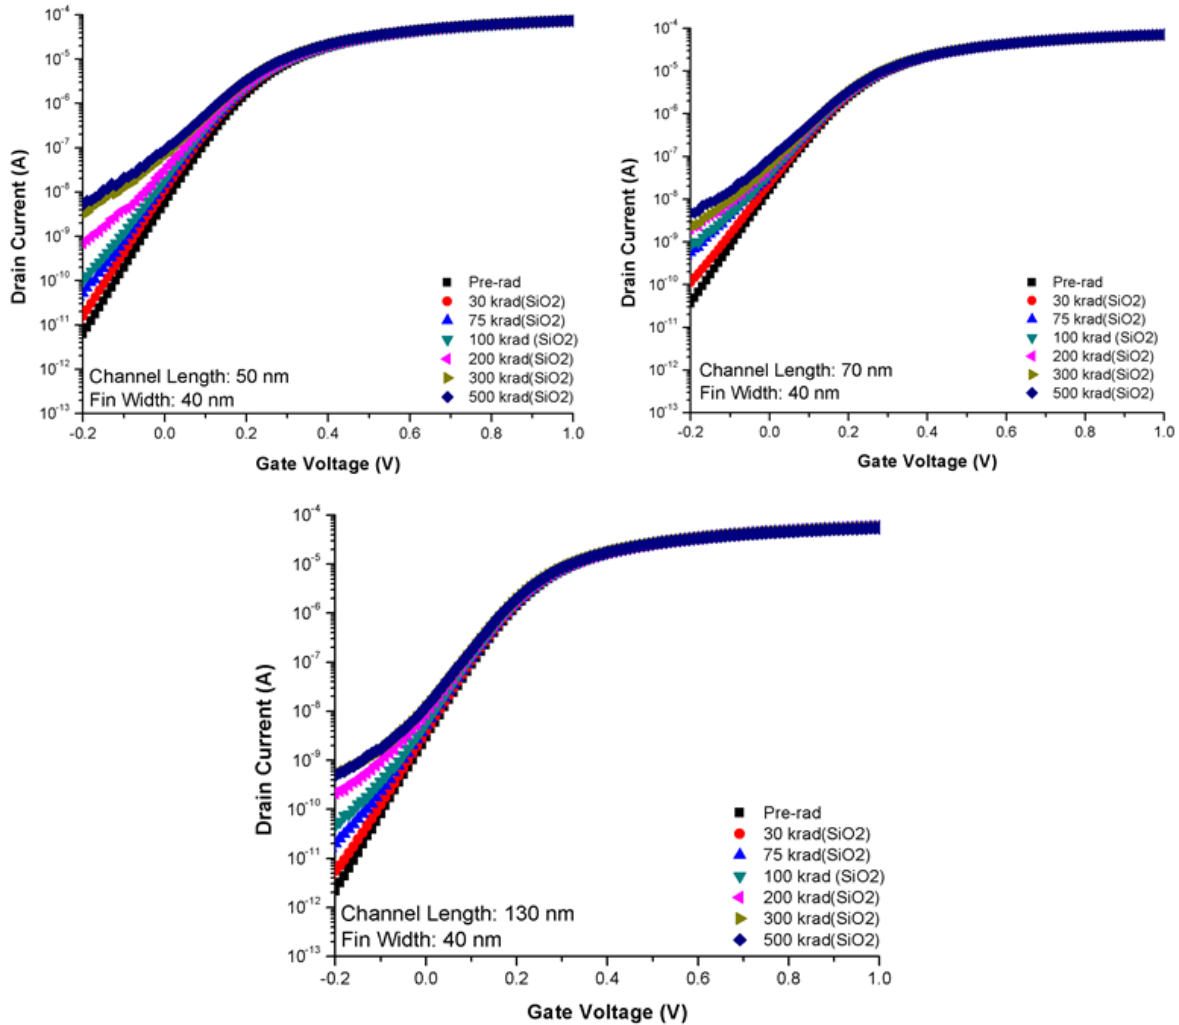 Drain Current (A)
10-4
10-5
10-6
10-7
10-8
10-9
10-10
10-11
10-12
10-13
Pre-rad
30 krad(SiO2)
75 krad(SiO2)
100 krad (SiO2)
200 krad(SiO2)
300 krad(SiO2)
500 krad(SiO2)
Channel Length: 50 nm
Fin Width: 40 nm
-0.2 0.0 0.2 0.4 0.6 0.8 1.0
Gate Voltage (V)
Drain Current (A)
10-4
10-5
10-6
10-7
10-8
10-9
10-10
10-11
10-12
10-13
Pre-rad
30 krad(SiO2)
75 krad(SiO2)
100 krad (SiO2)
200 krad(SiO2)
300 krad(SiO2)
500 krad(SiO2)
Channel Length: 70 nm
Fin Width: 40 nm
-0.2 0.0 0.2 0.4 0.6 0.8 1.0
Gate Voltage (V)
Drain Current (A)
10-4
10-5
10-6
10-7
10-8
10-9
10-10
10-11
10-12
10-13
Pre-rad
30 krad(SiO2)
75 krad(SiO2)
100 krad (SiO2)
200 krad(SiO2)
300 krad(SiO2)
500 krad(SiO2)
Channel Length: 130 nm
Fin Width: 40 nm
-0.2 0.0 0.2 0.4 0.6 0.8 1.0
Gate Voltage (V)